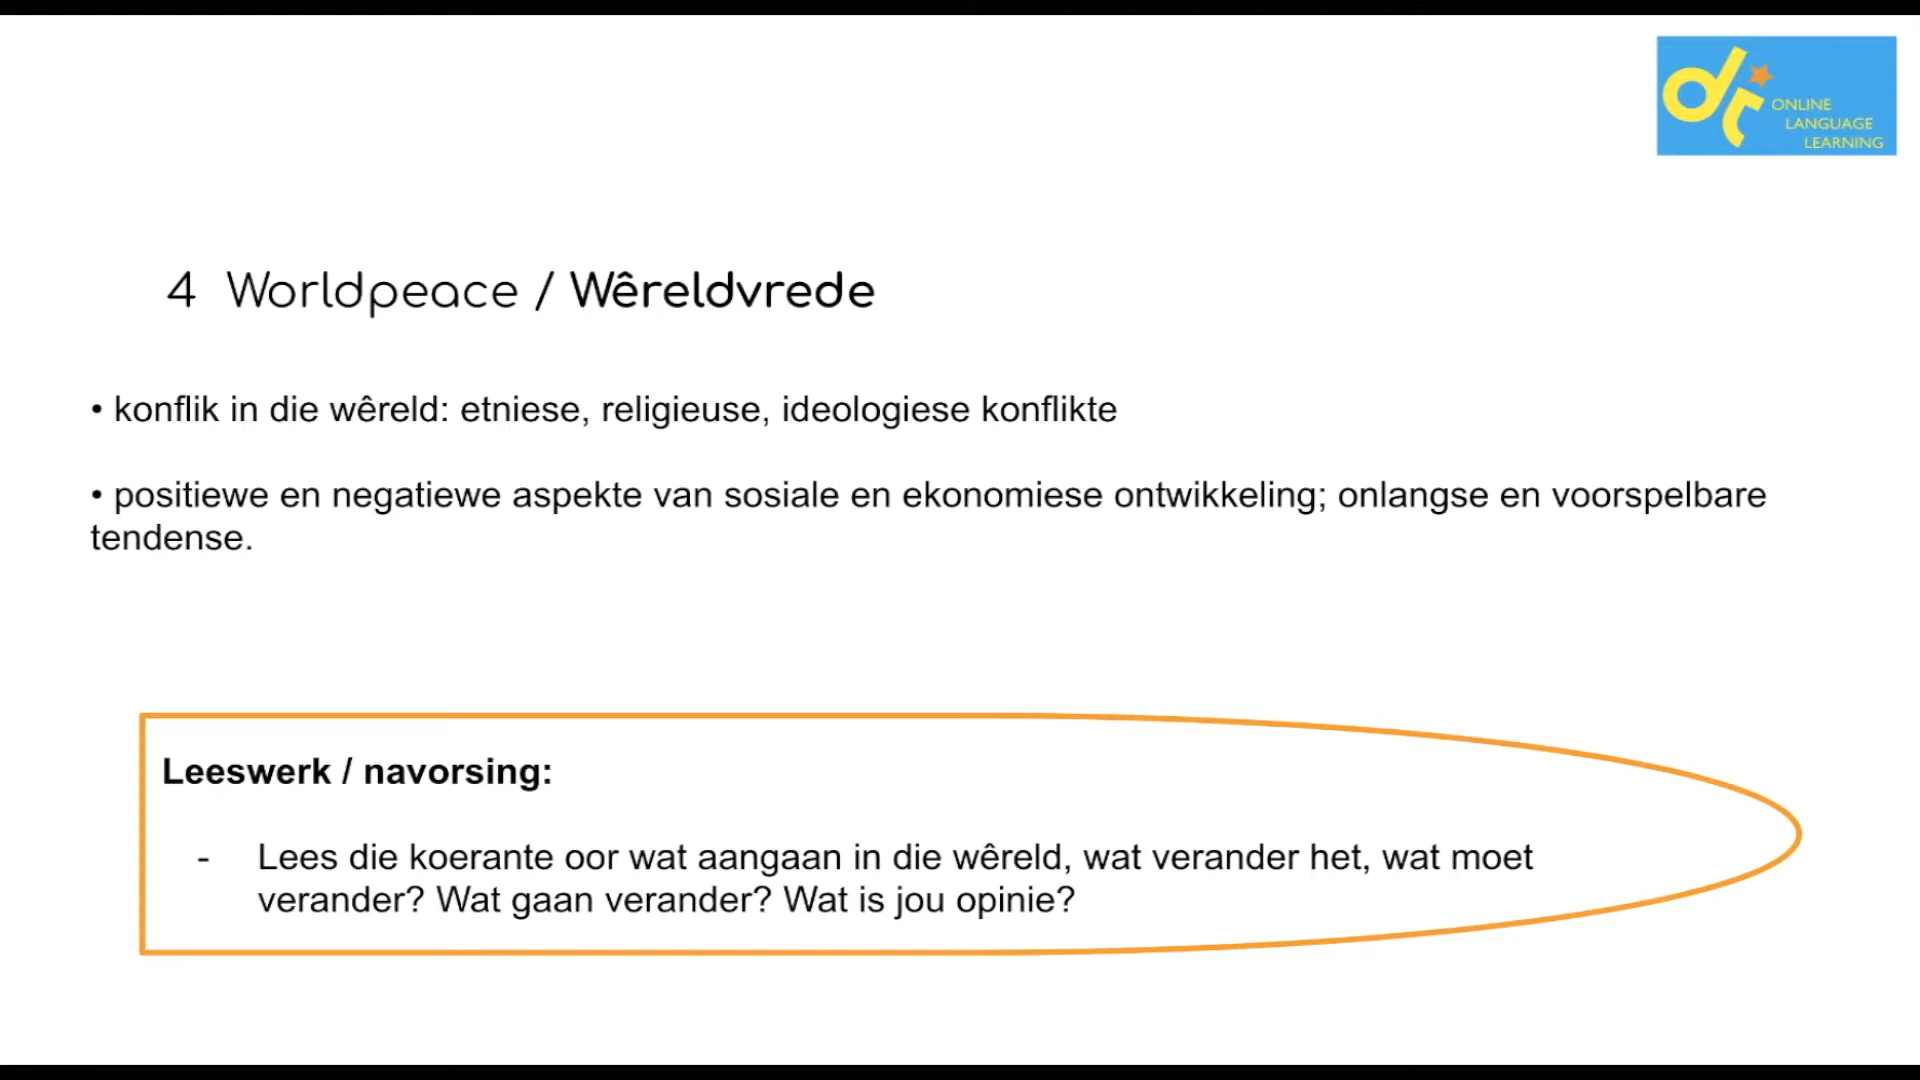 ONLINE
LANGUAGE
LEARNING
4 Worldpeace / Wêreldvrede
• konflik in die wêreld: etniese, religieuse, ideologiese konflikte
• positiewe en negatiewe aspekte van sosiale en ekonomiese ontwikkeling; onlangse en voorspelbare
tendense.
Leeswerk / navorsing:
- Lees die koerante oor wat aangaan in die wêreld, wat verander het, wat moet
verander? Wat gaan verander? Wat is jou opinie?